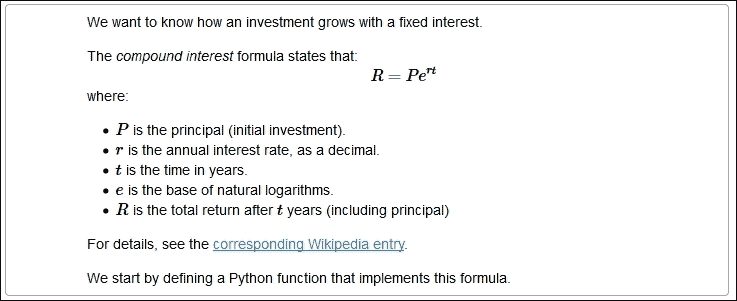 We want to know how an investment grows with a fixed interest.
The compound interest formula states that:
R = Pe^{rt}
where:
• P is the principal (initial investment).
• r is the annual interest rate, as a decimal.
• t is the time in years.
• e is the base of natural logarithms.
• R is the total return after t years (including principal)
For details, see the corresponding Wikipedia entry.
We start by defining a Python function that implements this formula.